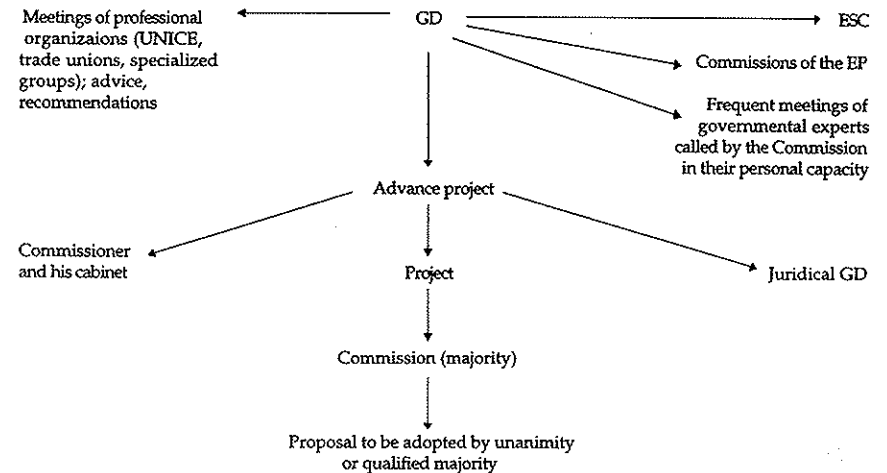 Meetings of professional
organizaions (UNICE,
trade unions, specialized
groups); advice,
recommendations
GD
ESC
Commissions of the EP
Frequent meetings of
governmental experts
called by the Commission
in their personal capacity
Advance project
Commissioner
and his cabinet
Project
Juridical GD
Commission (majority)
Proposal to be adopted by unanimity
or qualified majority